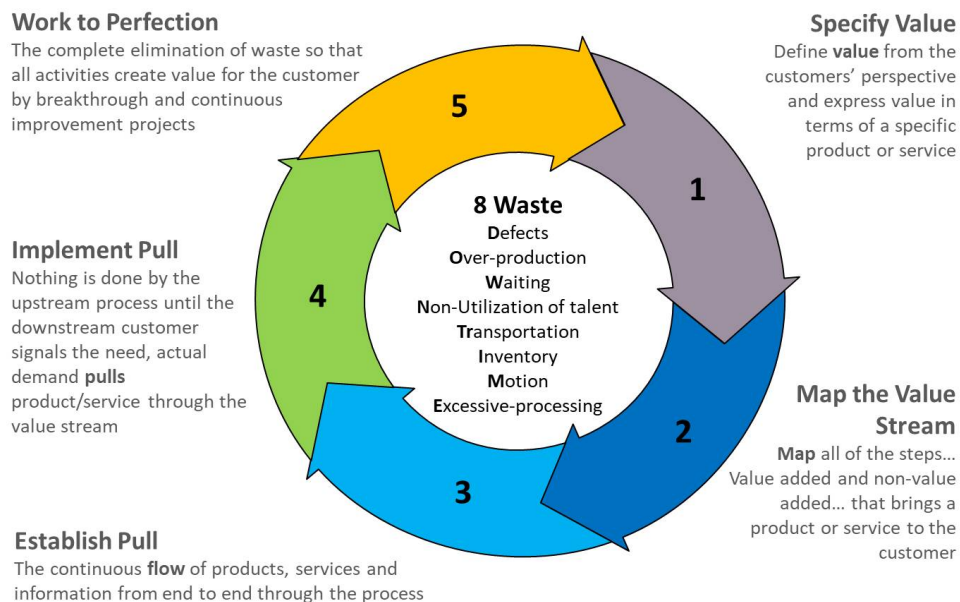 Work to Perfection
The complete elimination of waste so that
all activities create value for the customer
by breakthrough and continuous
improvement projects
Specify Value
Define value from the
customers' perspective
and express value in
terms of a specific
product or service
5
1
8 Waste
Defects
Over-production
Waiting
Non-Utilization of talent
Transportation
Inventory
Motion
Excessive-processing
Implement Pull
Nothing is done by the
upstream process until the
downstream customer
signals the need, actual
demand pulls
product/service through the
value stream
4
2
Map the Value
Stream
Map all of the steps...
Value added and non-value
added... that brings a
product or service to the
customer
3
Establish Pull
The continuous flow of products, services and
information from end to end through the process